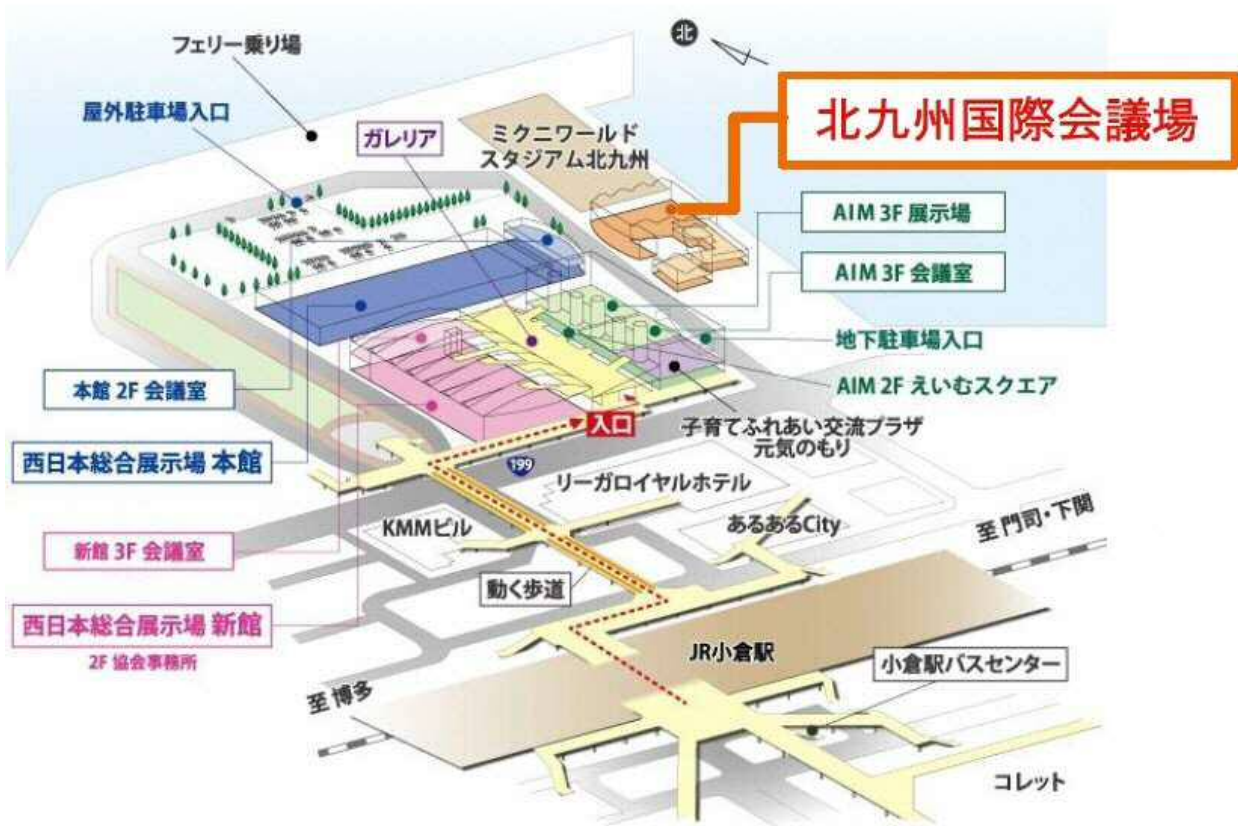 フェリー乗り場
北
屋外駐車場入口
ガレリア
ミクニワールド
スタジアム北九州
北九州国際会議場
AIM 3F 展示場
AIM 3F 会議室
地下駐車場入口
AIM 2F えいむスクエア
本館 2F 会議室
入口
子育てふれあい交流プラザ
元気のもり
西日本総合展示場 本館
199
リーガロイヤルホテル
KMMビル
あるあるCity
至 門司・下関
新館 3F 会議室
動く歩道
西日本総合展示場 新館
2F 協会事務所
JR小倉駅
小倉駅バスセンター
至 博多
コレット